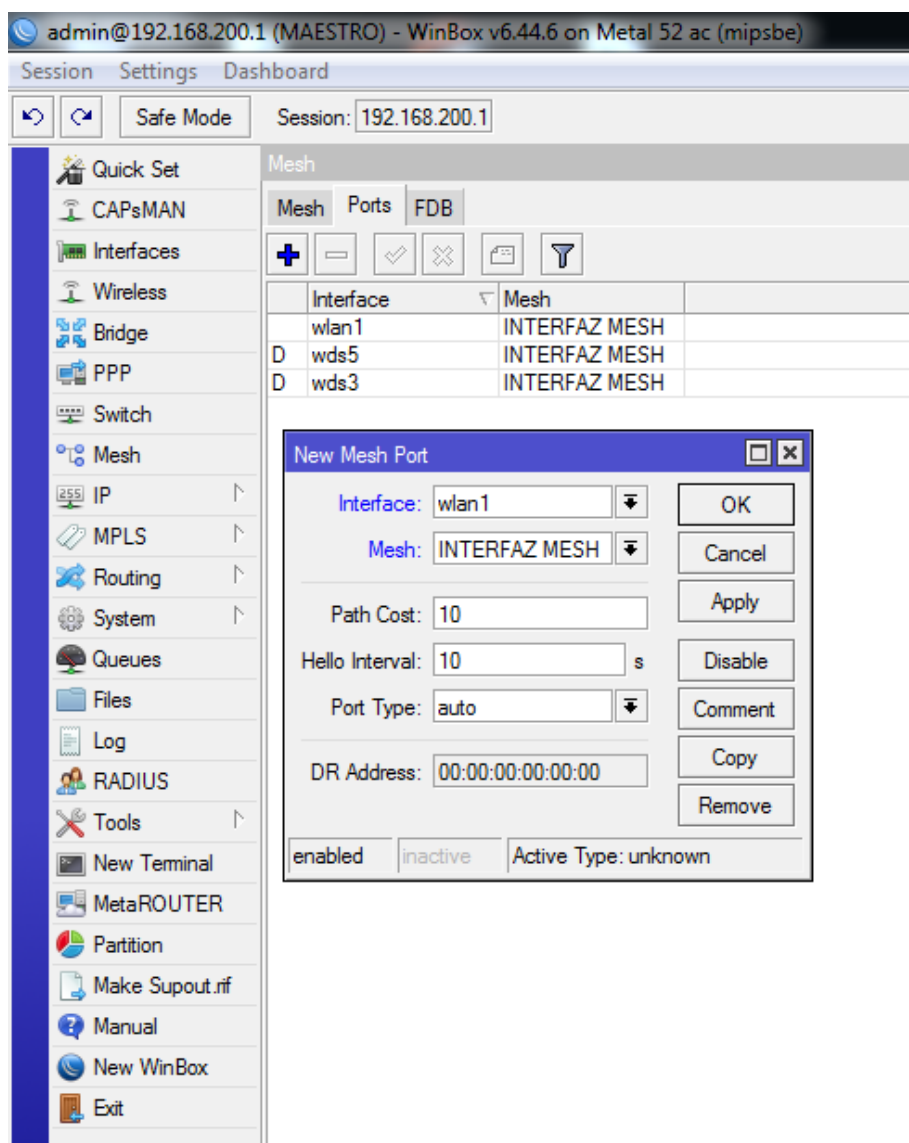 admin@192.168.200.1 (MAESTRO) - WinBox v6.44.6 on Metal 52 ac (mipsbe)
Session Settings Dashboard
Safe Mode Session: 192.168.200.1
Quick Set
CAPsMAN
Interfaces
Wireless
Bridge
PPP
Switch
Mesh
255 IP
MPLS
Routing
System
Queues
Files
Log
RADIUS
Tools
New Terminal
MetaROUTER
Partition
Make Supout.rif
Manual
New WinBox
Exit
Mesh
Mesh Ports FDB
Interface Mesh
wlan1 INTERFAZ MESH
D wds5 INTERFAZ MESH
D wds3 INTERFAZ MESH
New Mesh Port
Interface: wlan1
Mesh: INTERFAZ MESH
Path Cost: 10
Hello Interval: 10 s
Port Type: auto
DR Address: 00:00:00:00:00:00
OK
Cancel
Apply
Disable
Comment
Copy
Remove
enabled inactive Active Type: unknown